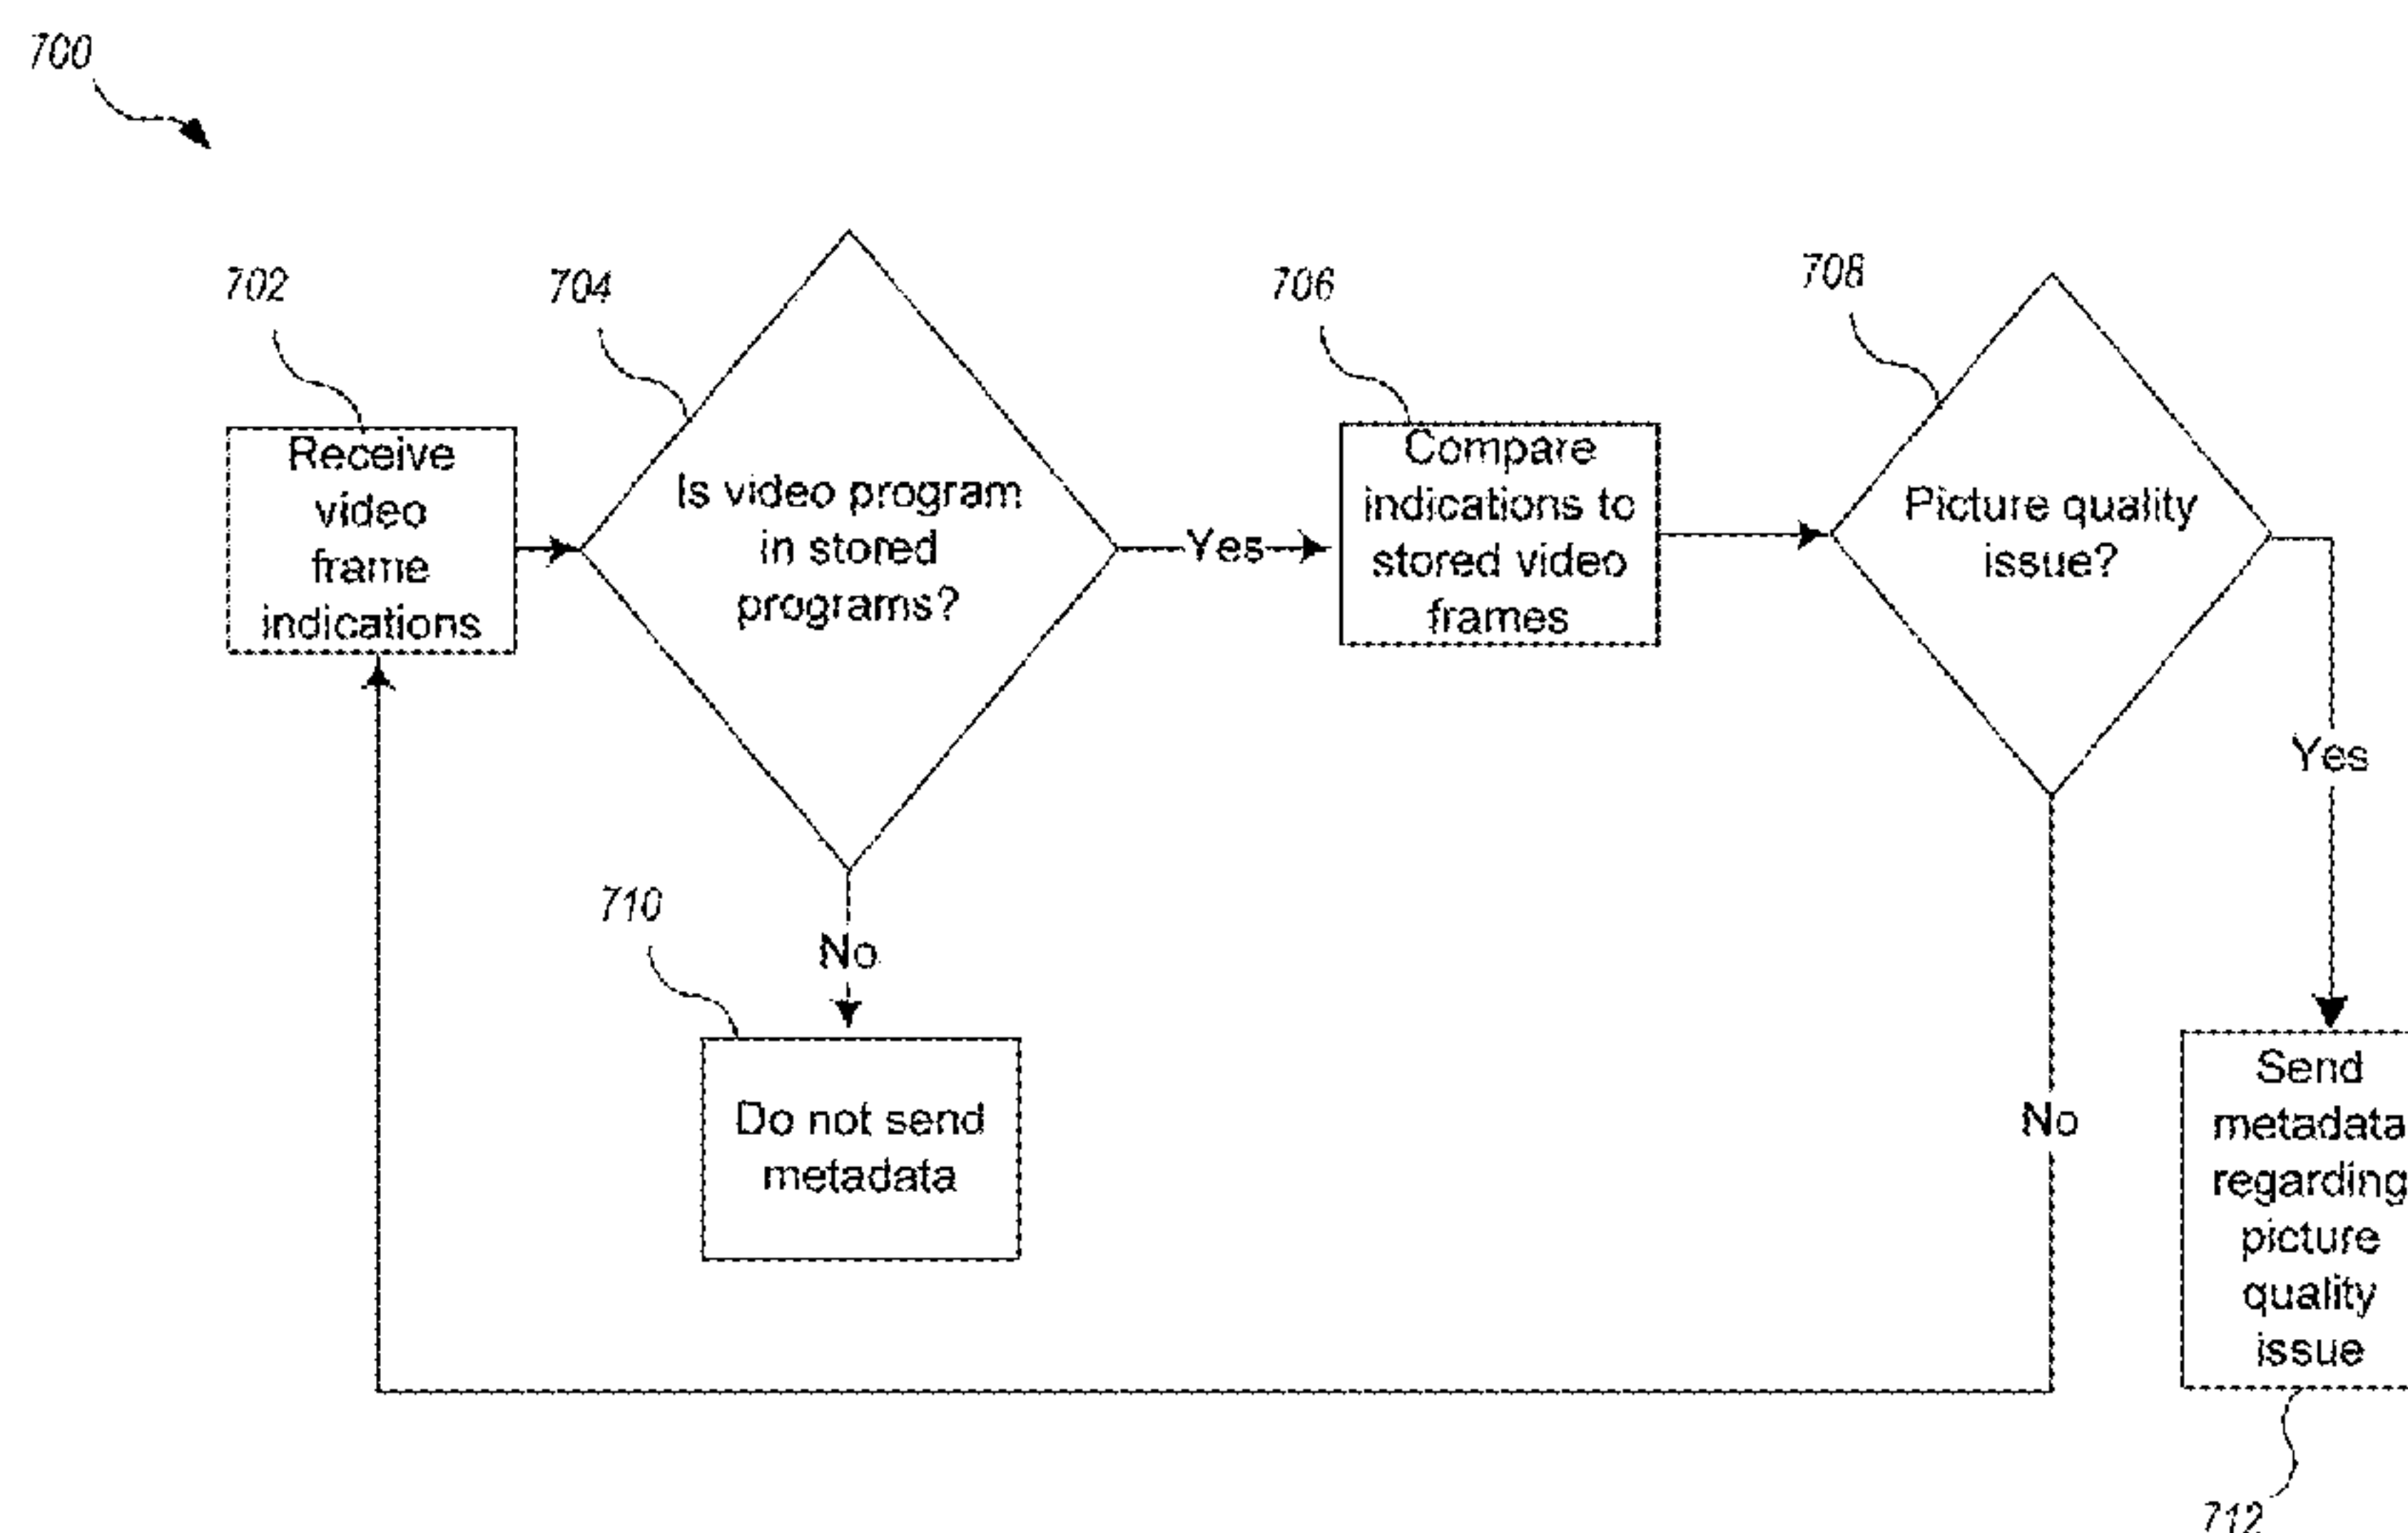 700
702
Receive
video
frame
indications
704
Is video program
in stored
programs?
Yes
706
Compare
indications to
stored video
frames
708
Picture quality
issue?
Yes
No
710
No
Do not send
metadata
Send
metadata
regarding
picture
quality
issue
712